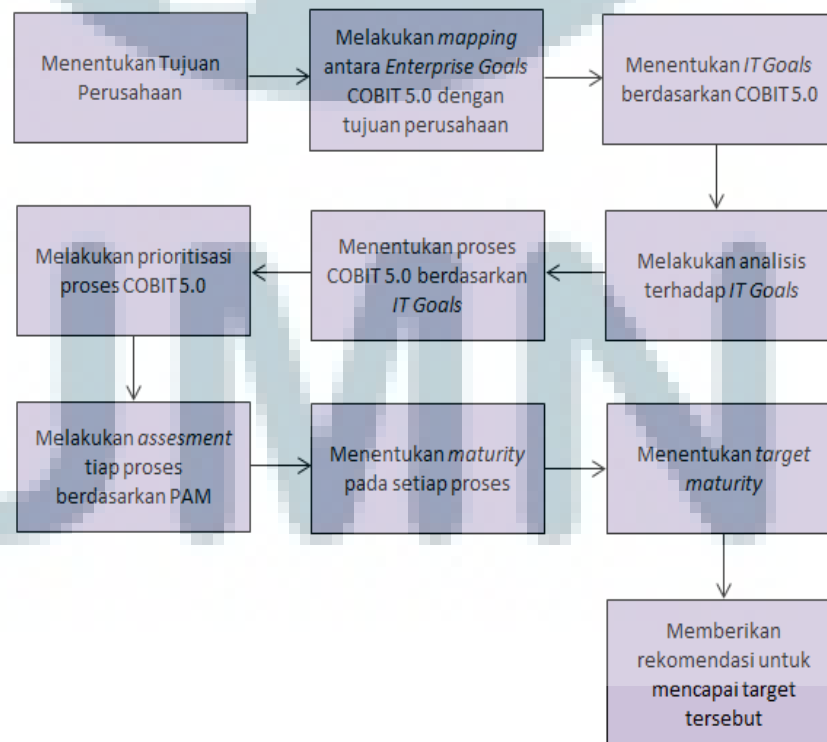 Menentukan Tujuan
Perusahaan
Melakukan mapping
antara Enterprise Goals
COBIT 5.0 dengan
tujuan perusahaan
Menentukan IT Goals
berdasarkan COBIT 5.0
Melakukan analisis
terhadap IT Goals
Menentukan proses
COBIT 5.0 berdasarkan
IT Goals
Melakukan prioritisasi
proses COBIT 5.0
Melakukan assesment
tiap proses
berdasarkan PAM
Menentukan maturity
pada setiap proses
Menentukan target
maturity
Memberikan
rekomendasi untuk
mencapai target
tersebut